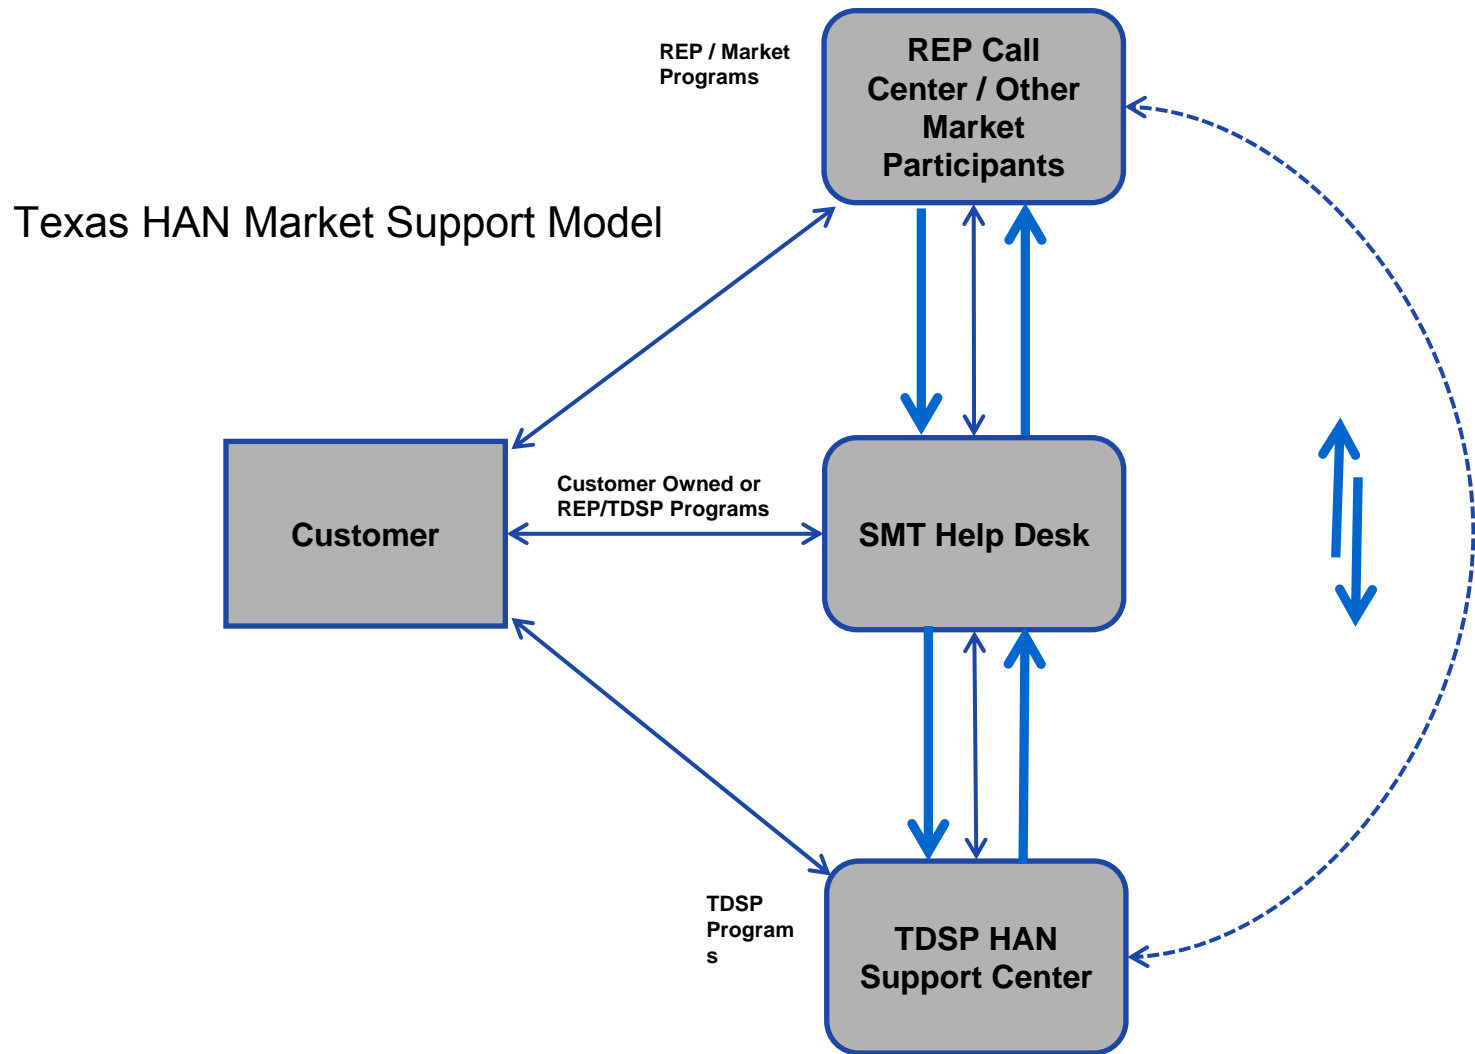 REP / Market
Programs
REP Call
Center / Other
Market
Participants
Texas HAN Market Support Model
Customer Owned or
REP/TDSP Programs
Customer
SMT Help Desk
TDSP
Program
s
TDSP HAN
Support Center